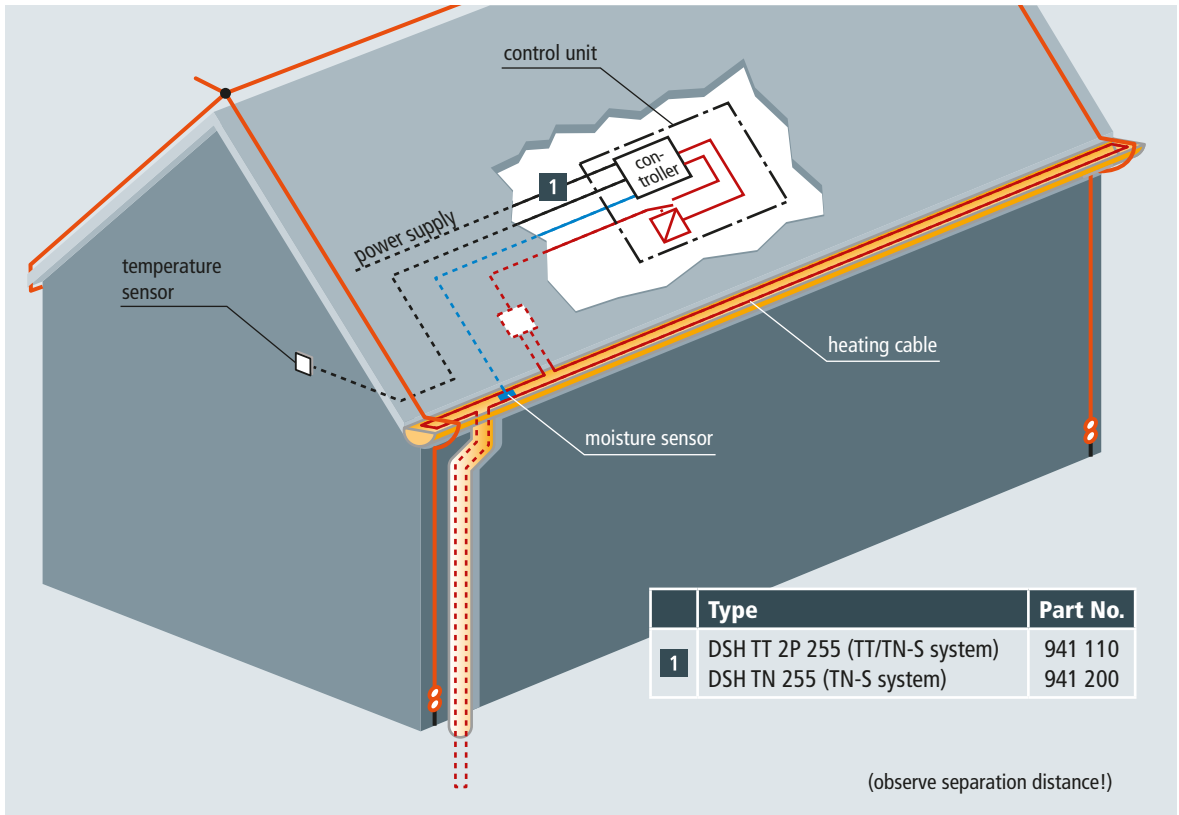 control unit
con-
troller
1
power supply
temperature
sensor
heating cable
moisture sensor
Type Part No.
1 DSH TT 2P 255 (TT/TN-S system) 941 110
DSH TN 255 (TN-S system) 941 200
(observe separation distance!)